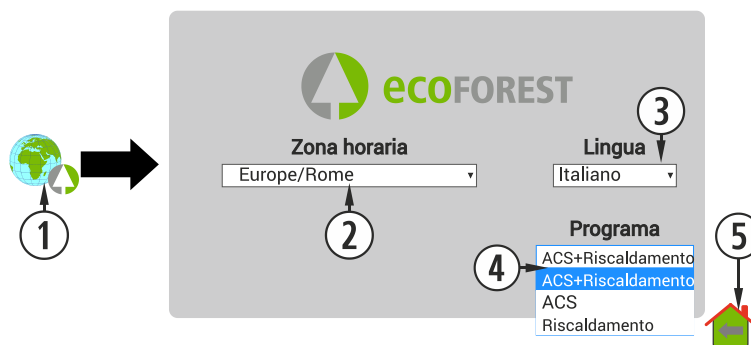 ecoFOREST
3
Zona horaria
Lingua
Europe/Rome
Italiano
1
2
Programa
5
4
ACS+Riscaldamento
ACS+Riscaldamento
ACS
Riscaldamento